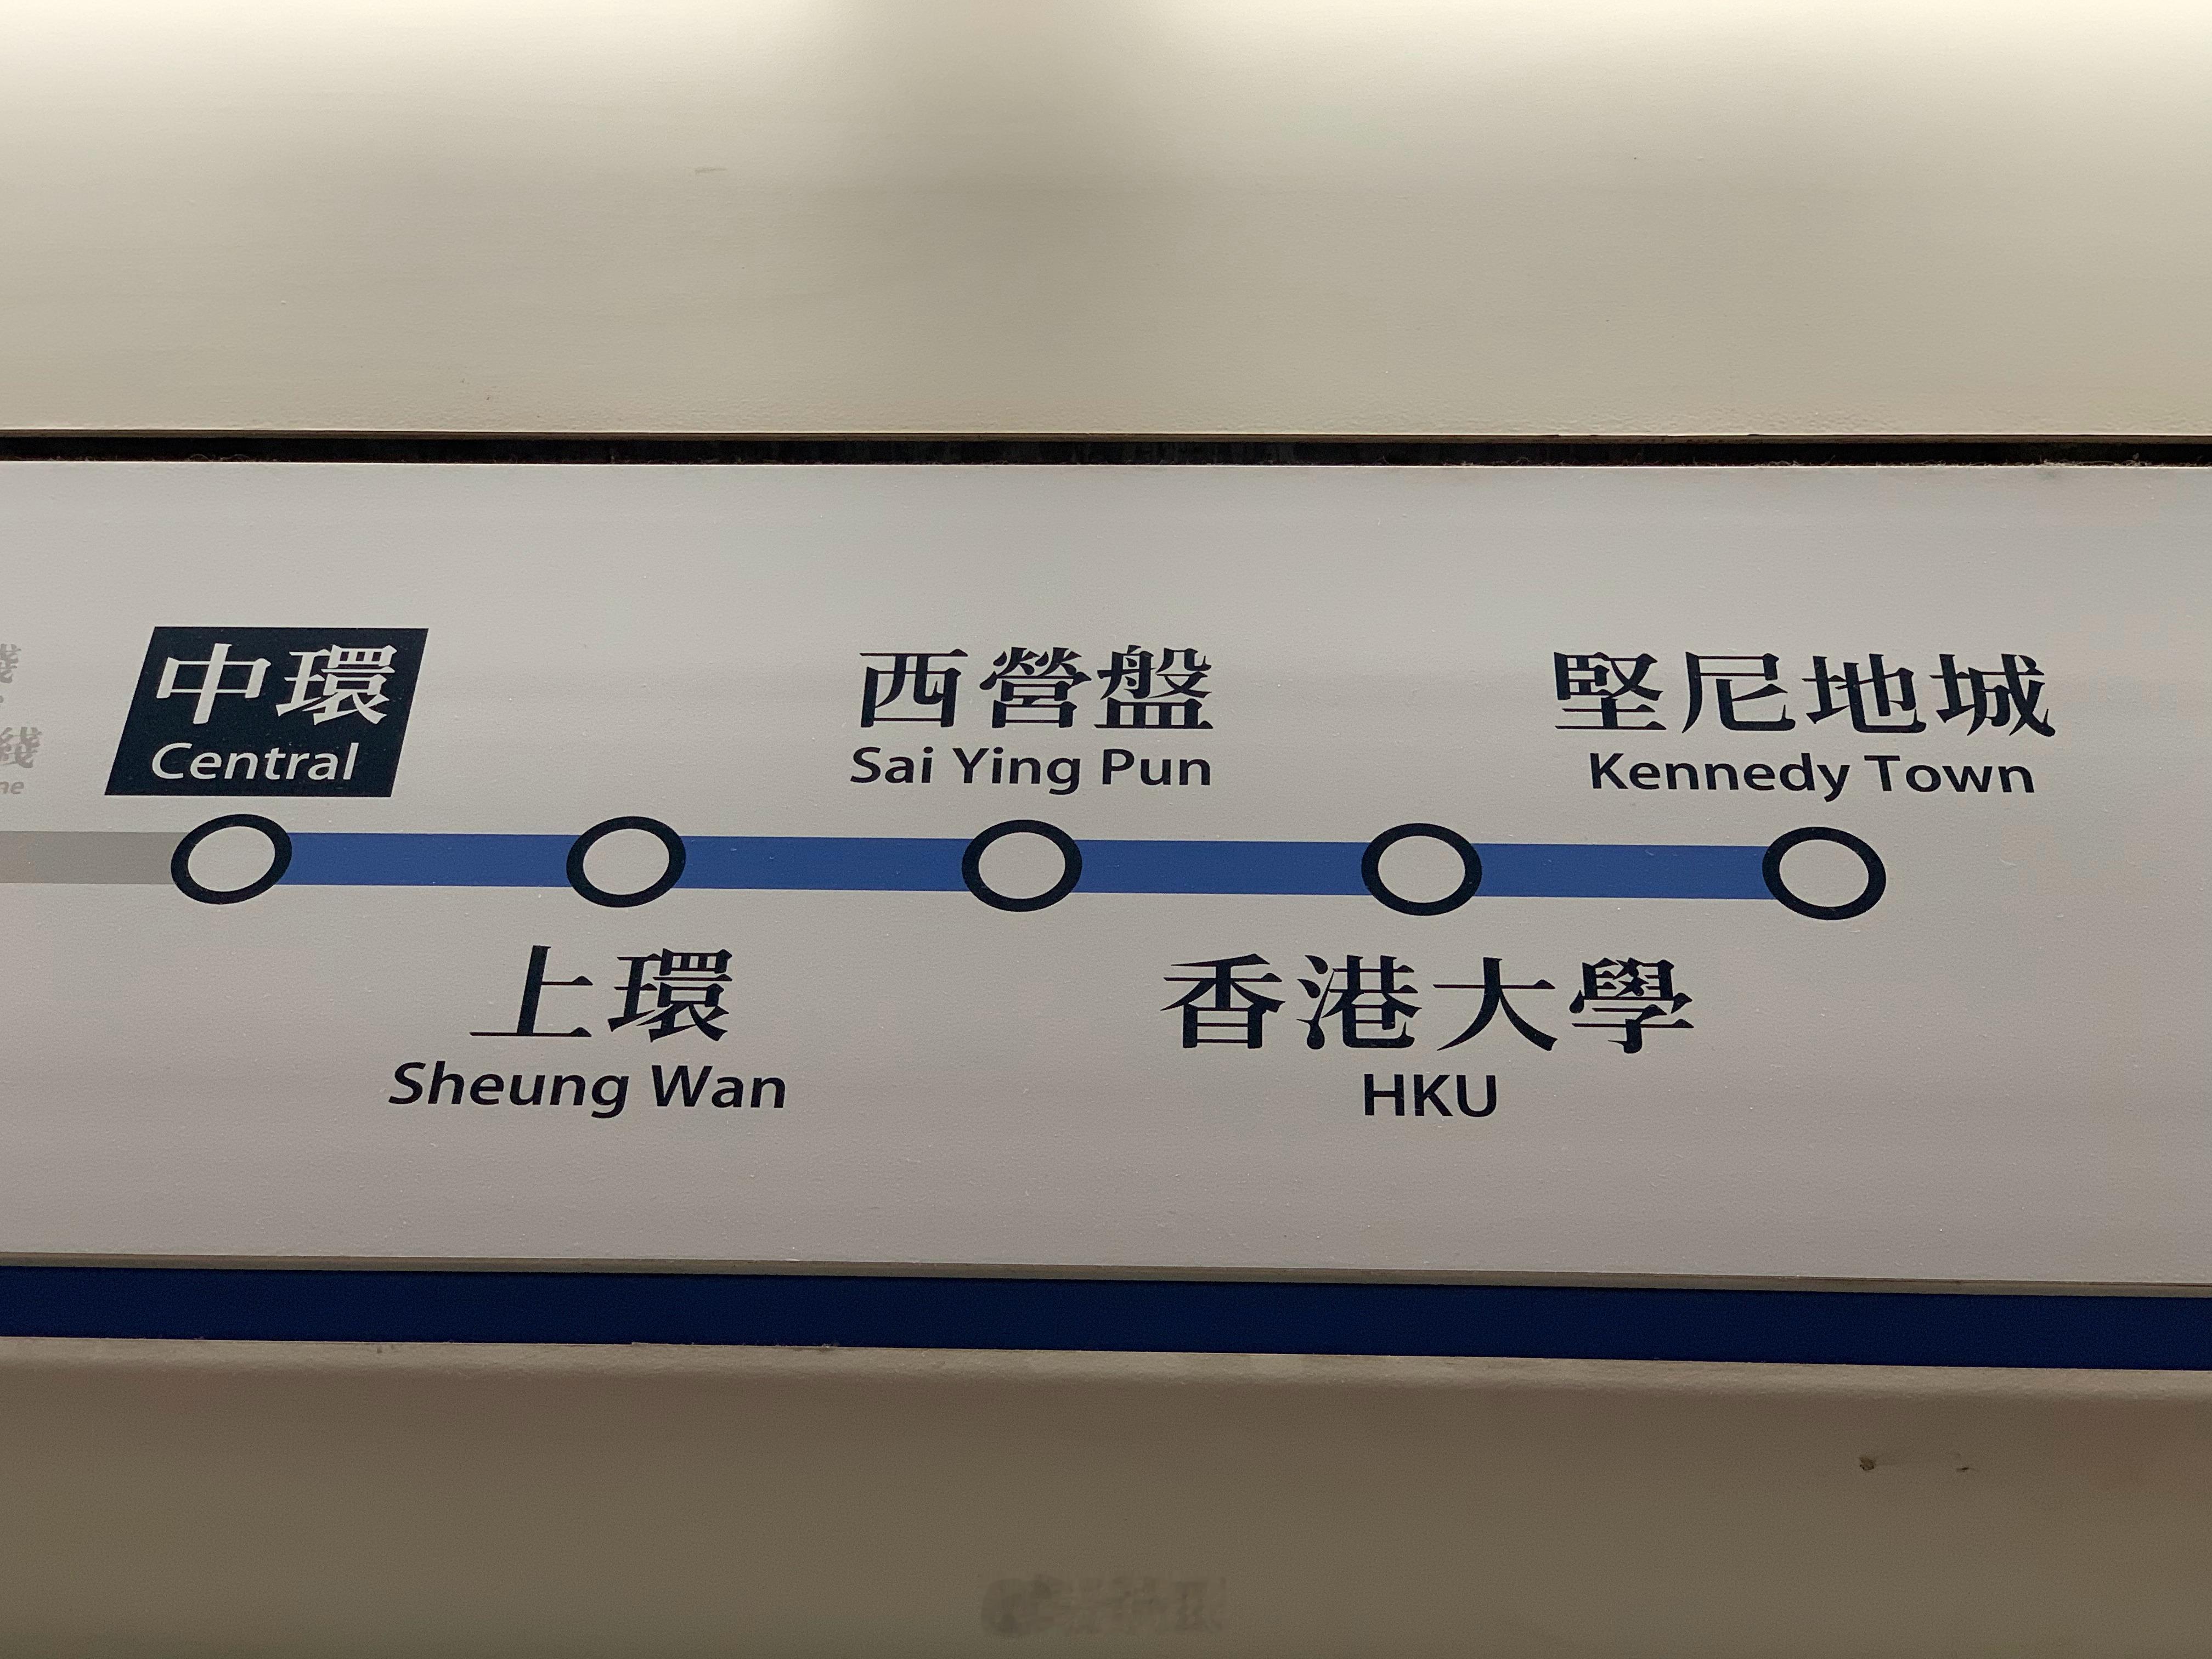 中環
Central
西營盤
Sai Ying Pun
堅尼地城
Kennedy Town
上環
Sheung Wan
香港大學
HKU